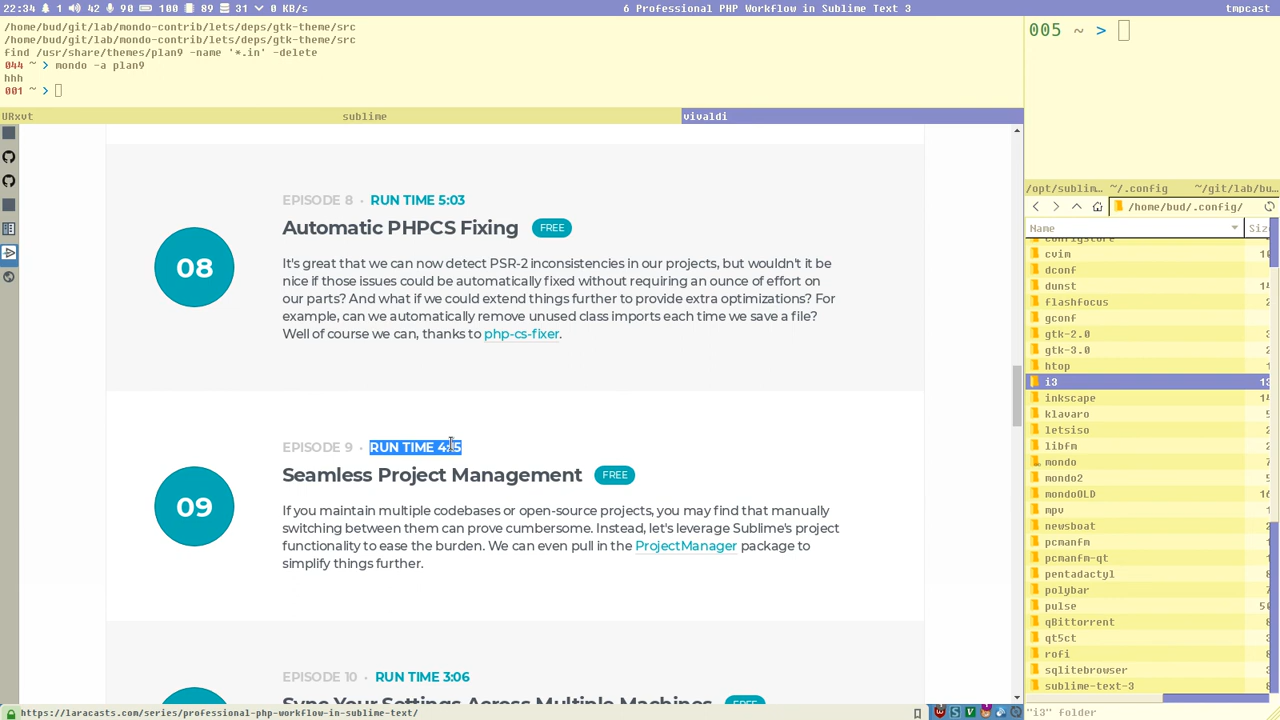 22:34 1 42 90 100 89 31 0 KB/s
6 Professional PHP Workflow in Sublime Text 3
tmpcast
/home/bud/git/lab/mondo-contrib/lets/deps/gtk-theme/src
/home/bud/git/lab/mondo-contrib/lets/deps/gtk-theme/src
find /usr/share/themes/plan9 -name '*.in' -delete
044 ~ > mondo -a plan9
hhh
001 ~ >
URxvt
sublime
vivaldi
EPISODE 8 · RUN TIME 5:03
Automatic PHPCS Fixing FREE
08
It's great that we can now detect PSR-2 inconsistencies in our projects, but wouldn't it be
nice if those issues could be automatically fixed without requiring an ounce of effort on
our parts? And what if we could extend things further to provide extra optimizations? For
example, can we automatically remove unused class imports each time we save a file?
Well of course we can, thanks to php-cs-fixer.
EPISODE 9 · RUN TIME
Seamless Project Management FREE
09
If you maintain multiple codebases or open-source projects, you may find that manually
switching between them can prove cumbersome. Instead, let's leverage Sublime's project
functionality to ease the burden. We can even pull in the ProjectManager package to
simplify things further.
EPISODE 10 · RUN TIME 3:06
Sync Your Settings Across Multiple Machines FREE
https://laracasts.com/series/professional-php-workflow-in-sublime-text/
005 ~ >
/opt/sublim… ~/.config ~/git/lab/bu…
/home/bud/.config/
Name Siz
configstore
cvim
dconf
dunst
flashfocus
gconf
gtk-2.0
gtk-3.0
htop
i3
inkscape
klavaro
letsiso
libfm
mondo
mondo2
mondoOLD
mpv
newsboat
pcmanfm
pcmanfm-qt
pentadactyl
polybar
pulse
qBittorrent
qt5ct
rofi
sqlitebrowser
sublime-text-3
"i3" folder